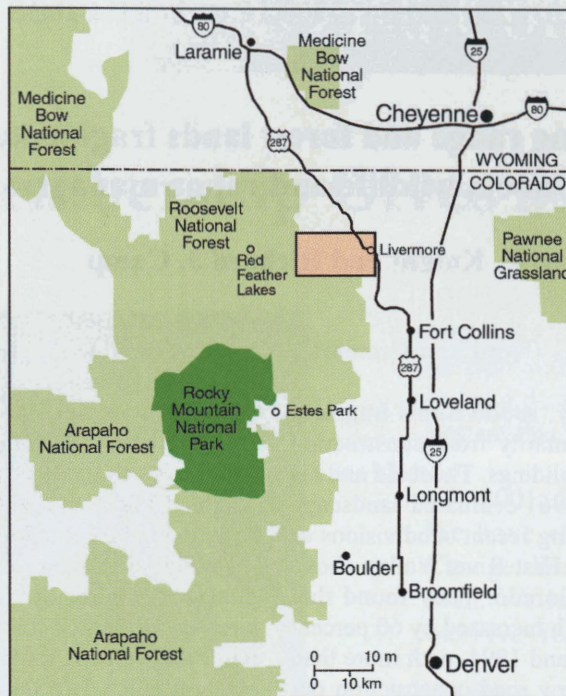 80
25
Laramie
Medicine
Bow
National
Forest
Medicine
Bow
National
Forest
Cheyenne
80
287
WYOMING
COLORADO
Roosevelt
National
Forest
Red
Feather
Lakes
Livermore
Pawnee
National
Grassland
Fort Collins
287
Loveland
Rocky
Mountain
National
Park
Estes Park
Arapaho
National Forest
25
Longmont
Boulder
Broomfield
Arapaho
National Forest
0 10 m
0 10 km
Denver